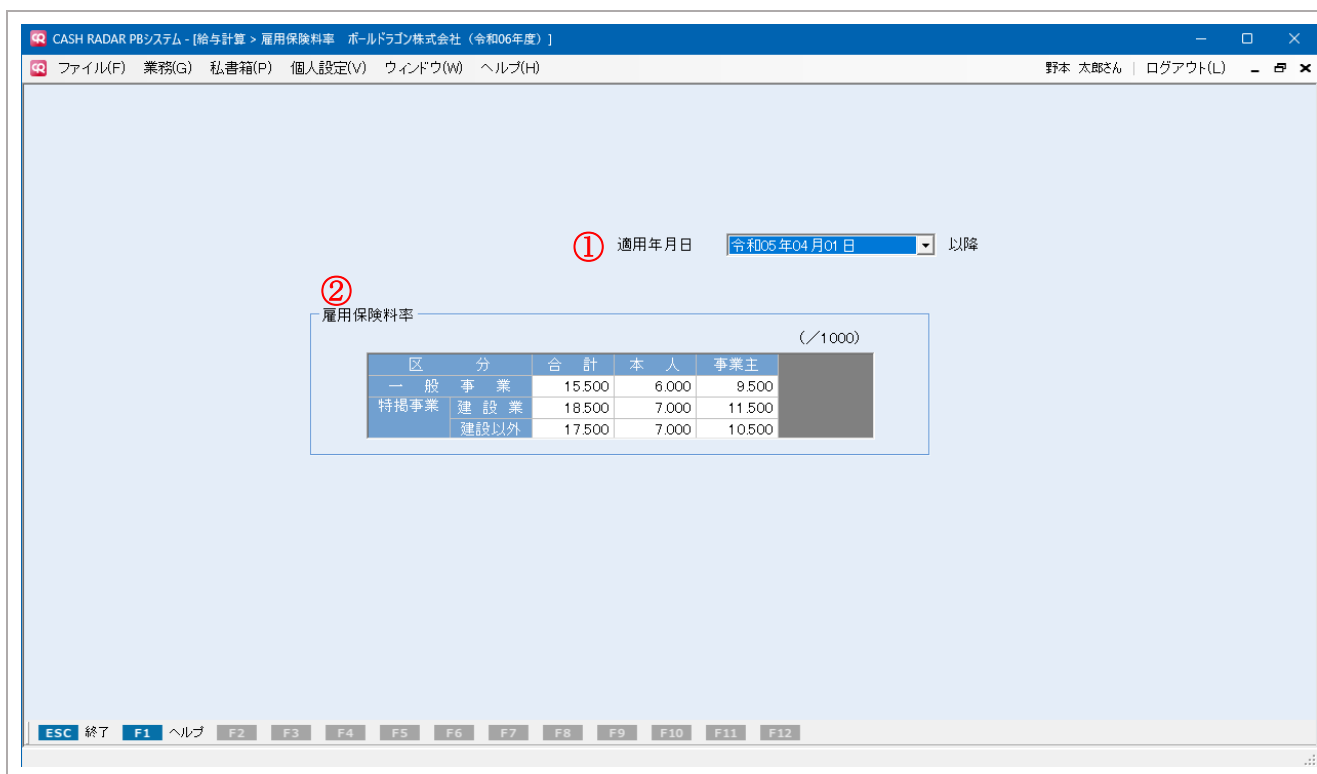 CASH RADAR PBシステム - [給与計算 > 雇用保険料率　ボールドラゴン株式会社（令和06年度）]
ファイル(F) 業務(G) 私書箱(P) 個人設定(V) ウィンドウ(W) ヘルプ(H) 野本 太郎さん | ログアウト(L)
① 適用年月日 令和05年04月01日 以降
②
雇用保険料率
(／1000)
区　　分 合　計 本　人 事業主
一　般　事　業 15.500 6.000 9.500
特掲事業 建　設　業 18.500 7.000 11.500
建設以外 17.500 7.000 10.500
ESC 終了 F1 ヘルプ F2 F3 F4 F5 F6 F7 F8 F9 F10 F11 F12